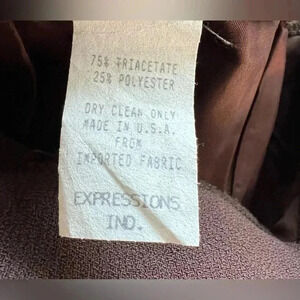 75% TRIACETATE
25% POLYESTER
DRY CLEAN ONLY
MADE IN U.S.A.
FROM
IMPORTED FABRIC
EXPRESSIONS
IND.